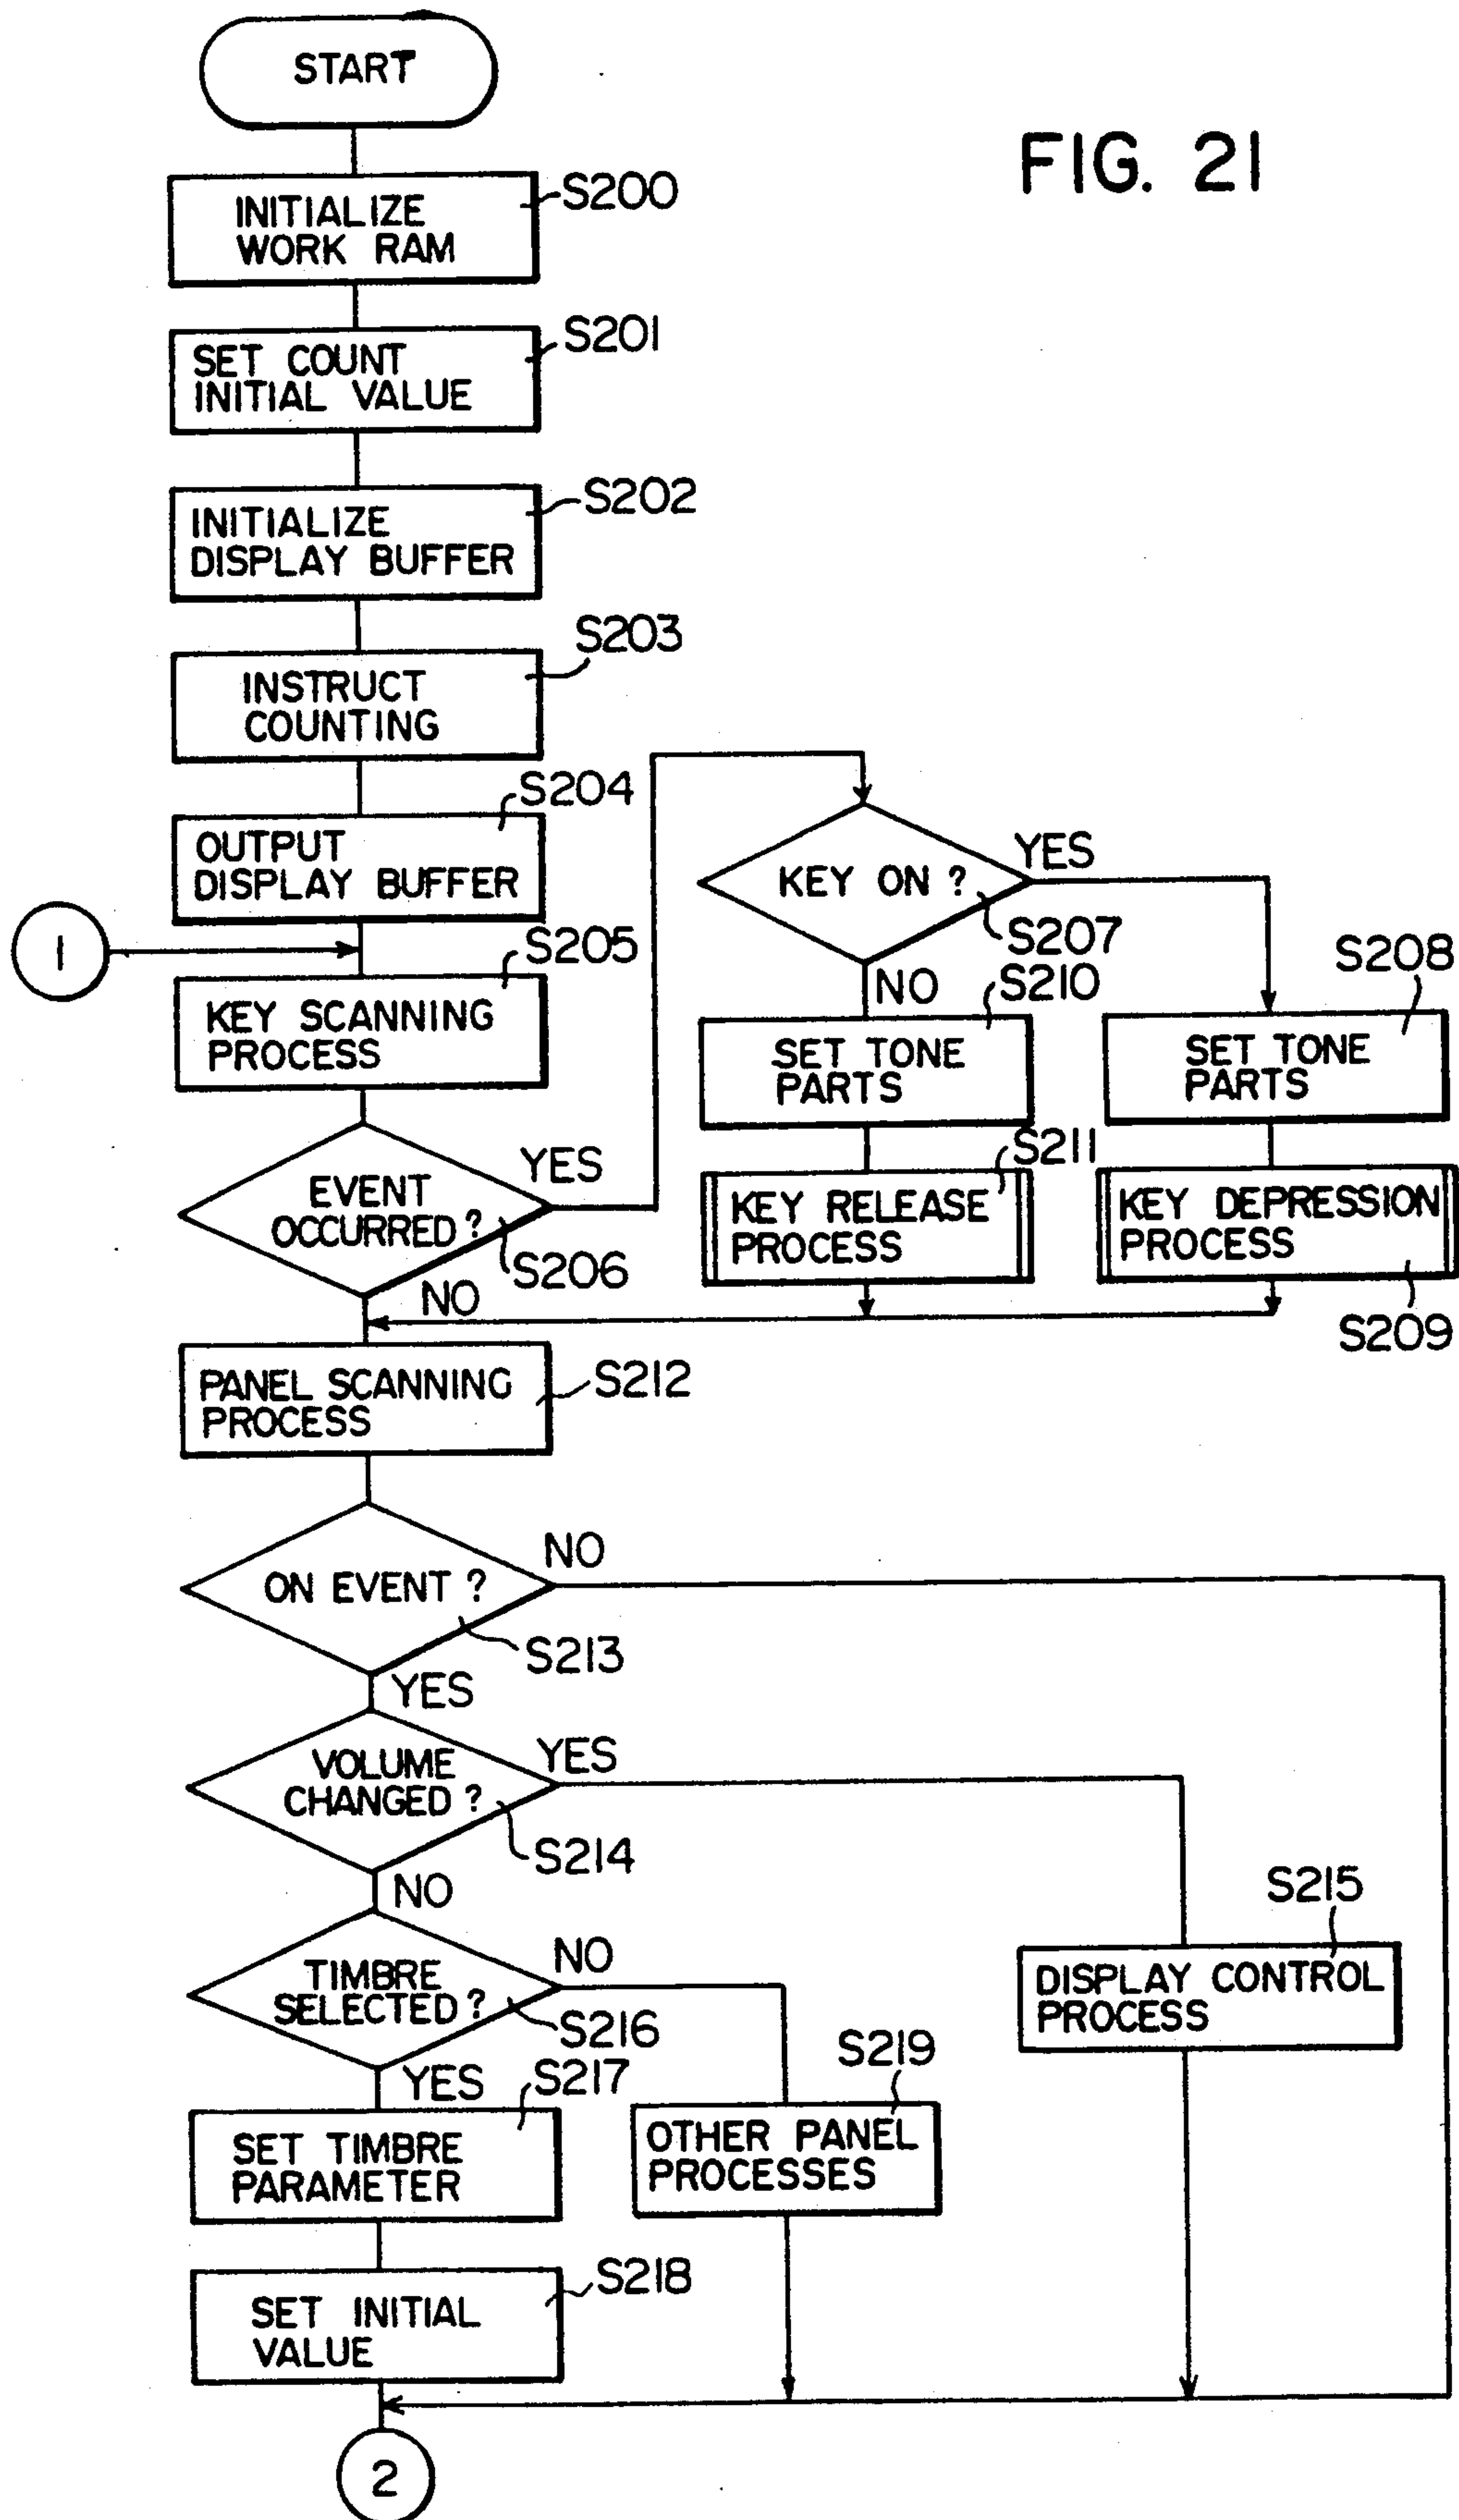 START
FIG. 21
INITIALIZE
WORK RAM
S200
SET COUNT
INITIAL VALUE
S201
INITIALIZE
DISPLAY BUFFER
S202
INSTRUCT
COUNTING
S203
OUTPUT
DISPLAY BUFFER
S204
1
KEY SCANNING
PROCESS
S205
EVENT
OCCURRED?
YES
S206
NO
KEY ON?
YES
S207
NO
S210
SET TONE
PARTS
S208
SET TONE
PARTS
S211
KEY RELEASE
PROCESS
KEY DEPRESSION
PROCESS
S209
PANEL SCANNING
PROCESS
S212
ON EVENT?
NO
S213
YES
VOLUME
CHANGED?
YES
S214
NO
S215
DISPLAY CONTROL
PROCESS
TIMBRE
SELECTED?
NO
S216
YES
S217
SET TIMBRE
PARAMETER
S219
OTHER PANEL
PROCESSES
SET INITIAL
VALUE
S218
2